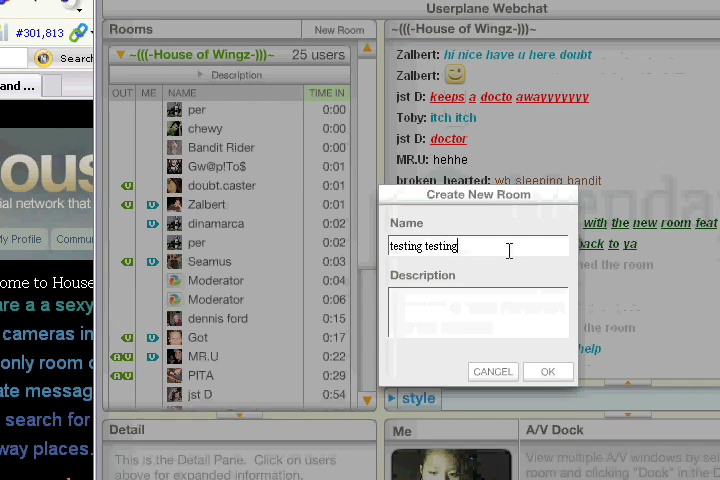 Userplane Webchat
#301,813
Search
and ...
ous
ial network that
My Profile Commun
ome to House
are a a sexy
cameras in
only room o
ate messag
search for
way places.
Rooms
New Room
~(((-House of Wingz-)))~ 25 users
Description
OUT ME NAME TIME IN
per 0:00
chewy 0:00
Bandit Rider 0:00
Gw@p!To$ 0:01
doubt.caster 0:01
Zalbert 0:01
dinamarca 0:02
per 0:02
Seamus 0:03
Moderator 0:04
Moderator 0:06
dennis ford 0:15
Got 0:17
MR.U 0:22
PITA 0:29
jst D 0:54
Detail
This is the Detail Pane. Click on users
above for expanded information.
~(((-House of Wingz-)))~
Zalbert: hi nice have u here doubt
Zalbert:
jst D: keeps a docto awayyyyyyy
Toby: itch itch
jst D: doctor
MR.U: hehhe
broken_hearted: wb sleeping bandit
with the new room feat
back to ya
ned the room
the room
help
Create New Room
Name
testing testing
Description
CANCEL OK
style
Me
A/V Dock
View multiple A/V windows by sele
room and clicking "Dock" in the D